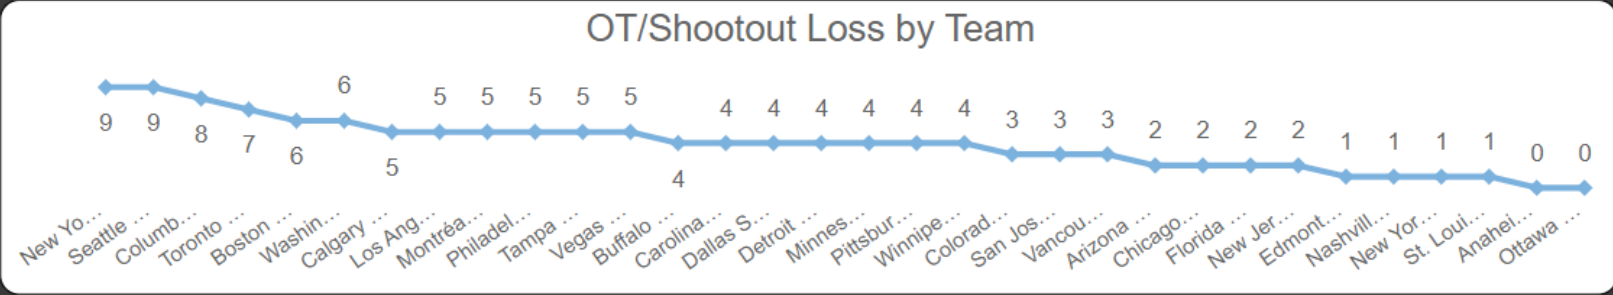 OT/Shootout Loss by Team
9 9 8 7 6 6 5 5 5 5 5 5 4 4 4 4 4 4 4 3 3 3 2 2 2 2 1 1 1 1 0 0
New Yo...
Seattle ...
Columb...
Toronto ...
Boston ...
Washin...
Calgary ...
Los Ang...
Montréa...
Philadel...
Tampa ...
Vegas ...
Buffalo ...
Carolina...
Dallas S...
Detroit ...
Minnes...
Pittsbur...
Winnipe...
Colorad...
San Jos...
Vancou...
Arizona ...
Chicago...
Florida ...
New Jer...
Edmont...
Nashvill...
New Yor...
St. Loui...
Anahei...
Ottawa ...